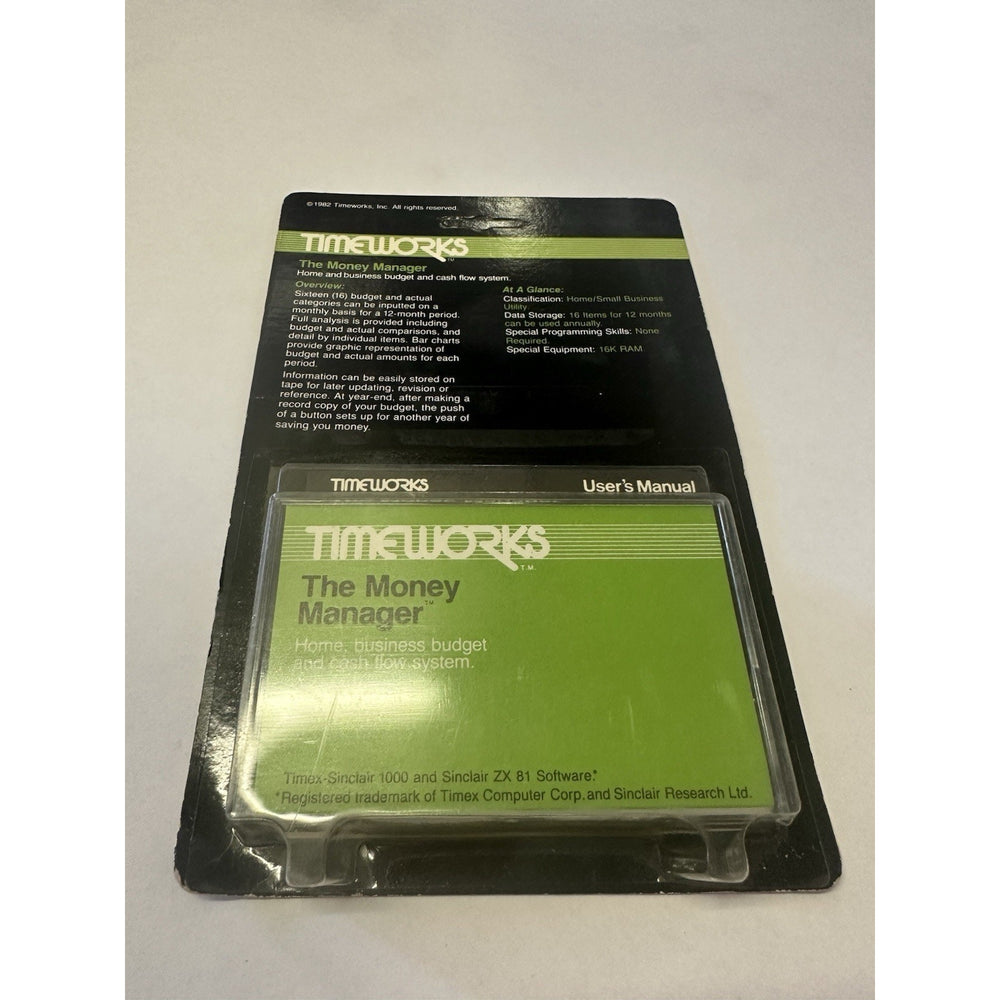 ©1982 Timeworks, Inc. All rights reserved.
TIMEWORKS
TM
The Money Manager
Home and business budget and cash flow system.
Overview:
Sixteen (16) budget and actual
categories can be inputted on a
monthly basis for a 12-month period.
Full analysis is provided including
budget and actual comparisons, and
detail by individual items. Bar charts
provide graphic representation of
budget and actual amounts for each
period.
Information can be easily stored on
tape for later updating, revision or
reference. At year-end, after making a
record copy of your budget, the push
of a button sets up for another year of
saving you money.
At A Glance:
Classification: Home/Small Business
Utility.
Data Storage: 16 Items for 12 months
can be used annually.
Special Programming Skills: None
Required.
Special Equipment: 16K RAM
TIMEWORKS
User's Manual
TIMEWORKS
T.M.
The Money
Manager™
Home, business budget
and cash flow system.
Timex-Sinclair 1000 and Sinclair ZX 81 Software.*
*Registered trademark of Timex Computer Corp. and Sinclair Research Ltd.